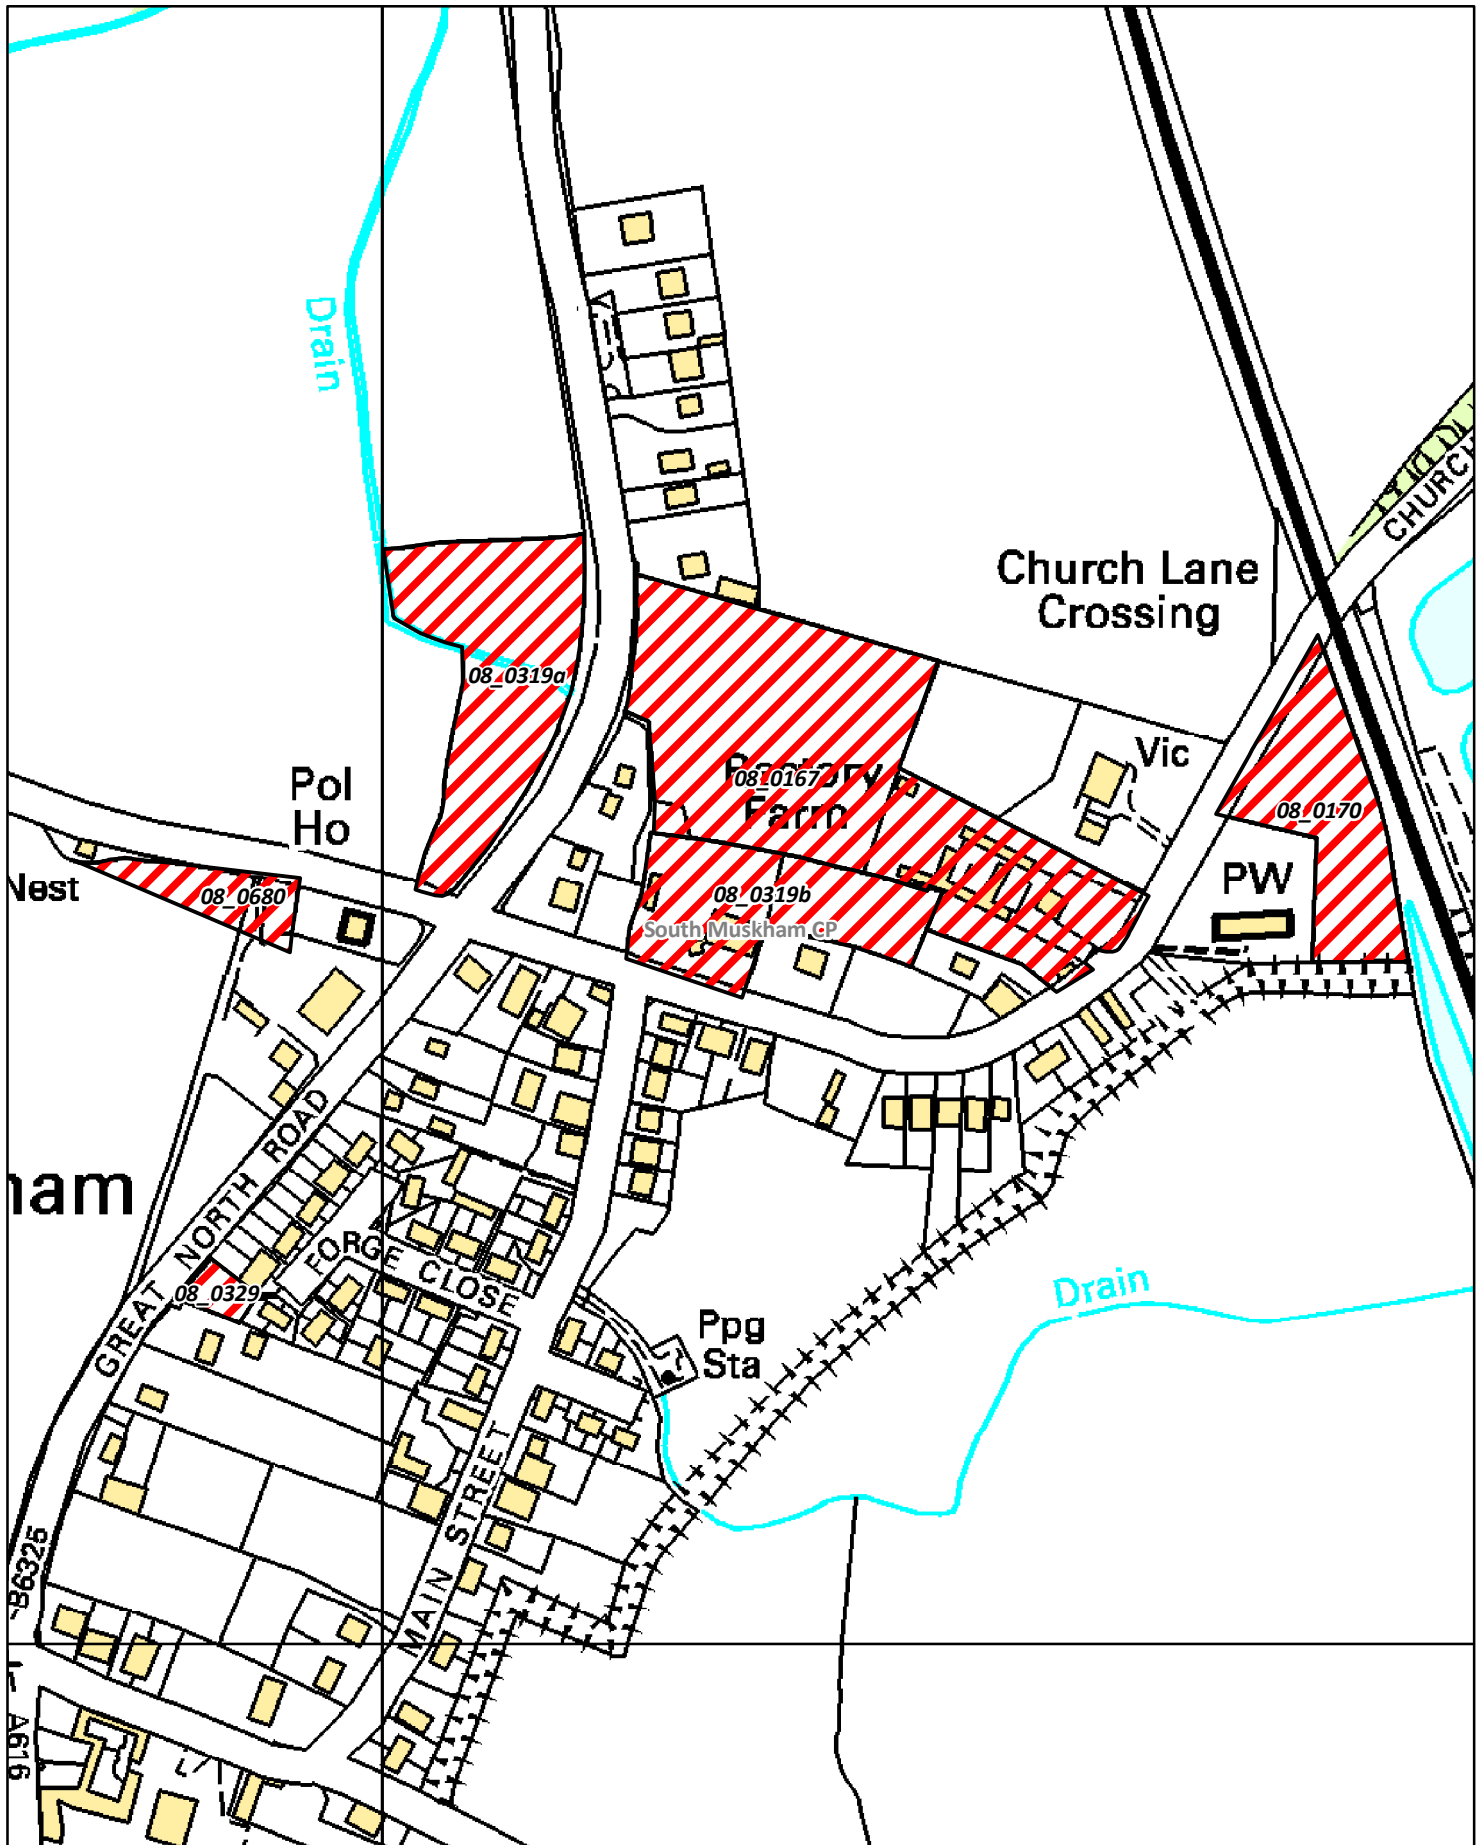 Drain
Church Lane
Crossing
CHURCH
08_0319a
Vic
Pol
Ho
Rectory
Farm
08_0167
08_0170
Nest
08_0680
08_0319b
PW
South Muskham CP
GREAT NORTH ROAD
ham
FORGE CLOSE
08_0329
Drain
Ppg
Sta
MAIN STREET
B6325
A616